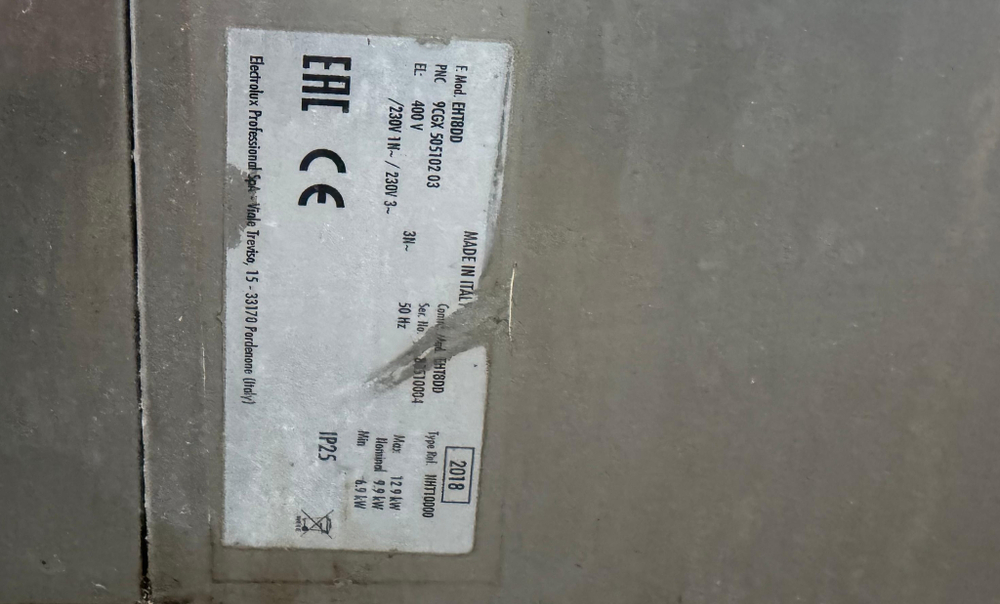 MADE IN ITALY
2018
F. Mod. EHT8DD
Comm. Mod. EHT8DD
Type Ref. NHT10000
PNC 9CGX 505102 03
Ser. No.
EL: 400 V 3N~ 50 Hz
/230V 1N~ / 230V 3~
Max 12.9 kW
Nominal 9.9 kW
Min 6.9 kW
EAC CE
IP25
Electrolux Professional SpA - Viale Treviso, 15 - 33170 Pordenone (Italy)